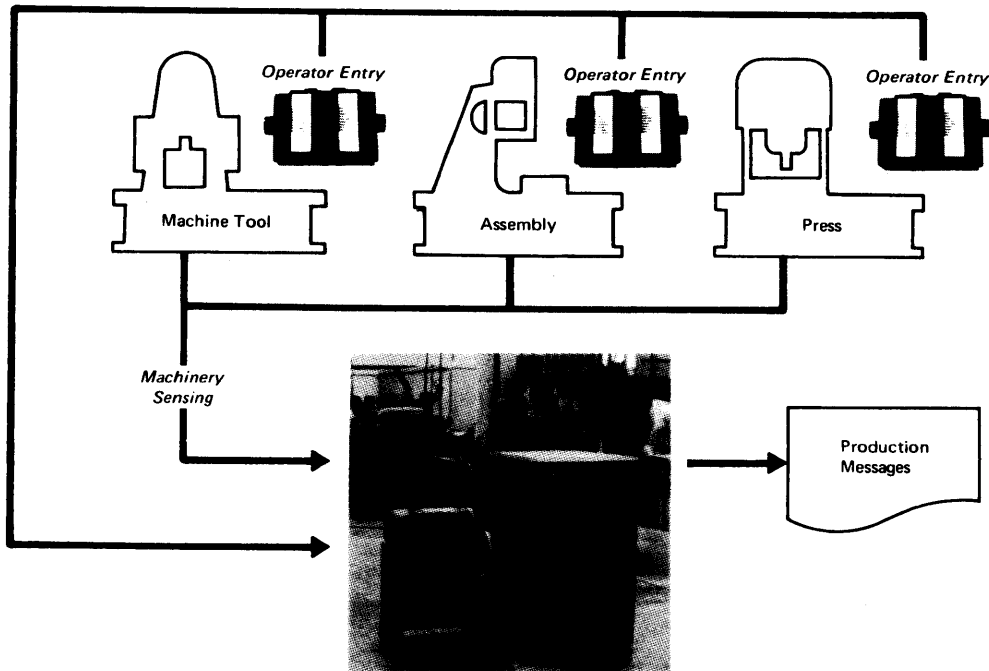 Operator Entry
Operator Entry
Operator Entry
Machine Tool
Assembly
Press
Machinery
Sensing
Production
Messages